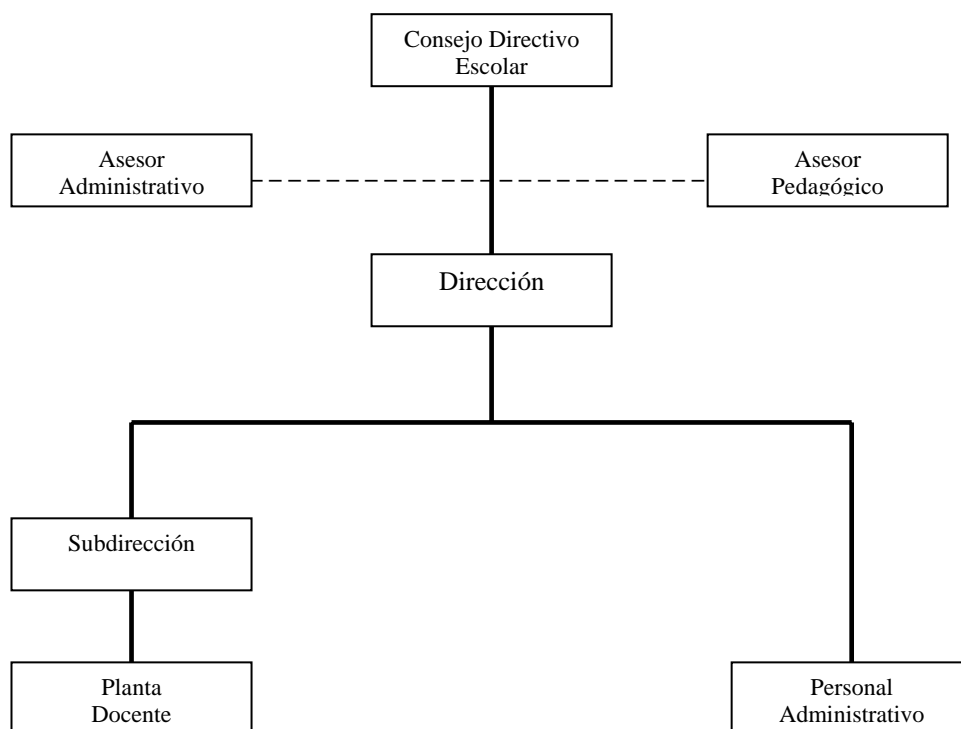 Consejo Directivo
Escolar
Asesor
Administrativo
Asesor
Pedagógico
Dirección
Subdirección
Planta
Docente
Personal
Administrativo